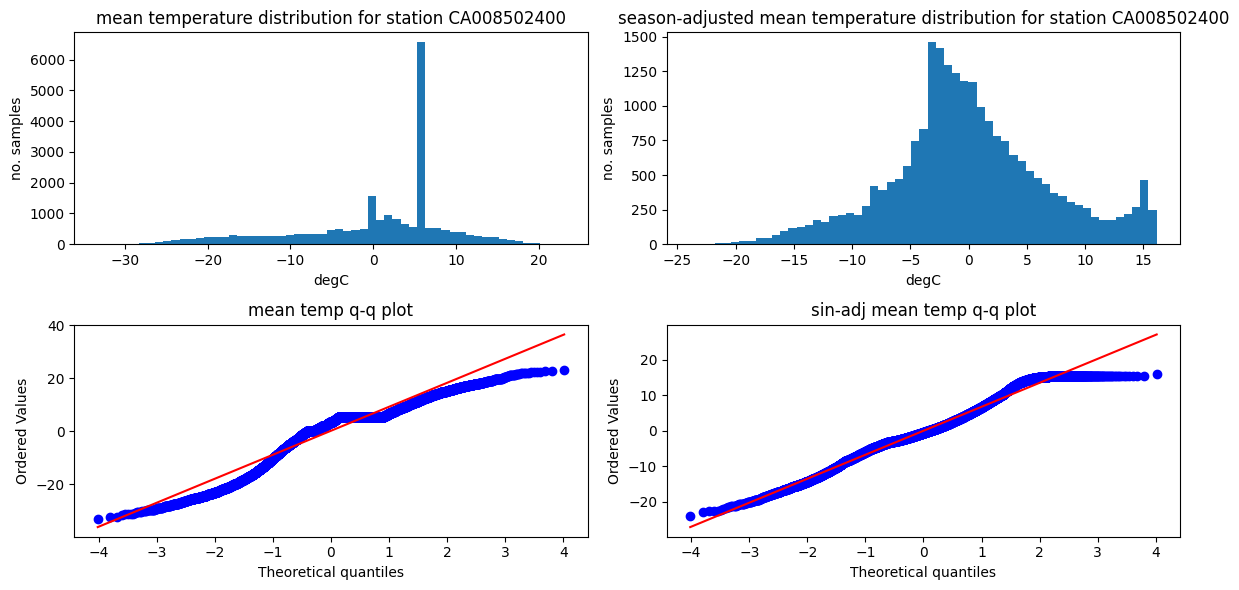 mean temperature distribution for station CA008502400
no. samples
6000
5000
4000
3000
2000
1000
0
−30 −20 −10 0 10 20
degC
season-adjusted mean temperature distribution for station CA008502400
no. samples
1500
1250
1000
750
500
250
0
−25 −20 −15 −10 −5 0 5 10 15
degC
mean temp q-q plot
Ordered Values
40
20
0
−20
−4 −3 −2 −1 0 1 2 3 4
Theoretical quantiles
sin-adj mean temp q-q plot
Ordered Values
20
10
0
−10
−20
−4 −3 −2 −1 0 1 2 3 4
Theoretical quantiles